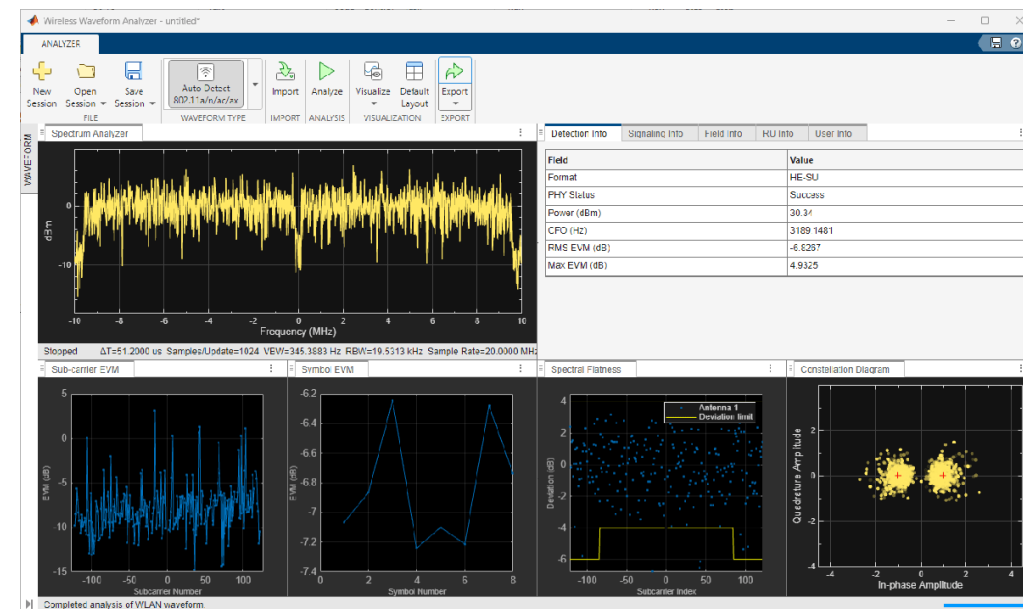 Wireless Waveform Analyzer - untitled*
ANALYZER
New Session
Open Session
Save Session
Auto Detect
802.11a/n/ac/ax
Import
Analyze
Visualize
Default Layout
Export
FILE
WAVEFORM TYPE
IMPORT
ANALYSIS
VISUALIZATION
EXPORT
WAVEFORM
Spectrum Analyzer
dBm
0
-10
-10
-8
-6
-4
-2
0
2
4
6
8
10
Frequency (MHz)
Stopped ΔT=51.2000 us Samples/Update=1024 VBW=345.3883 Hz RBW=19.5313 kHz Sample Rate=20.0000 MHz
Detection Info
Signaling Info
Field Info
RU Info
User Info
Field Value
Format HE-SU
PHY Status Success
Power (dBm) 30.34
CFO (Hz) 3189.1481
RMS EVM (dB) -6.8267
Max EVM (dB) 4.9325
Sub-carrier EVM
EVM (dB)
5
0
-5
-10
-15
-100
-50
0
50
100
Subcarrier Number
Symbol EVM
EVM (dB)
-6.2
-6.4
-6.6
-6.8
-7
-7.2
-7.4
0
2
4
6
8
Symbol Number
Spectral Flatness
Deviation (dB)
4
2
0
-2
-4
-6
Antenna 1
Deviation limit
-100
-50
0
50
100
Subcarrier Index
Constellation Diagram
Quadrature Amplitude
2
0
-2
-4
-4
-2
0
2
4
In-phase Amplitude
Completed analysis of WLAN waveform.